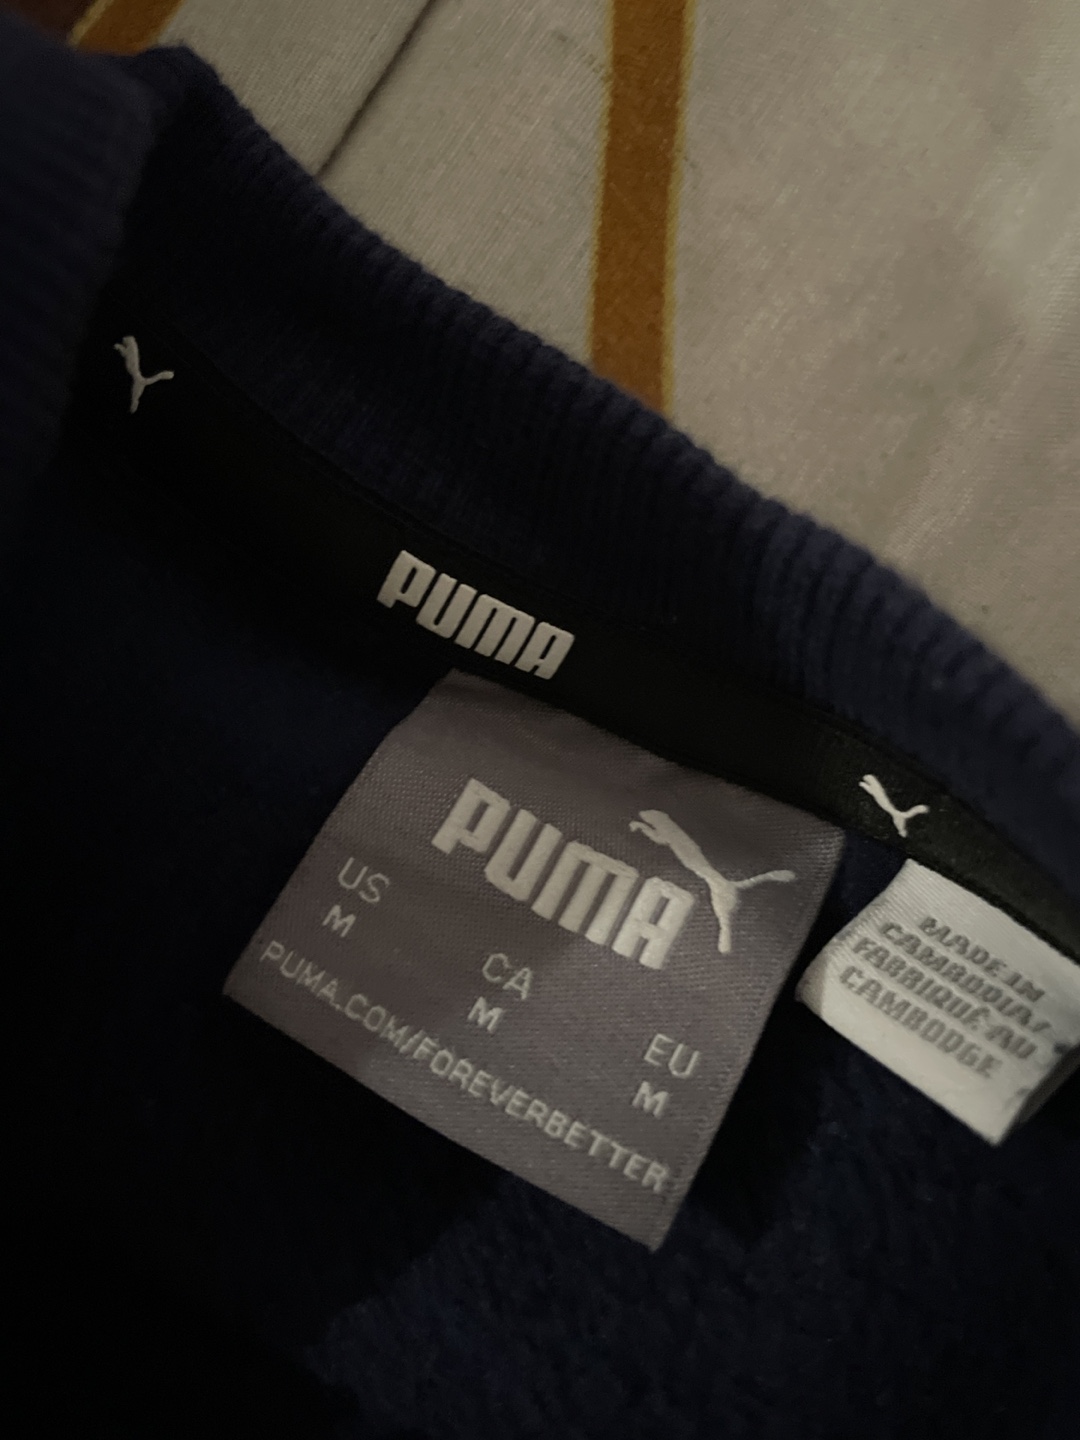 PUMA
PUMA
US
M
CA
M
EU
M
PUMA.COM/FOREVERBETTER
MADE IN
CAMBODIA/
FABRIQUÉ AU
CAMBODGE